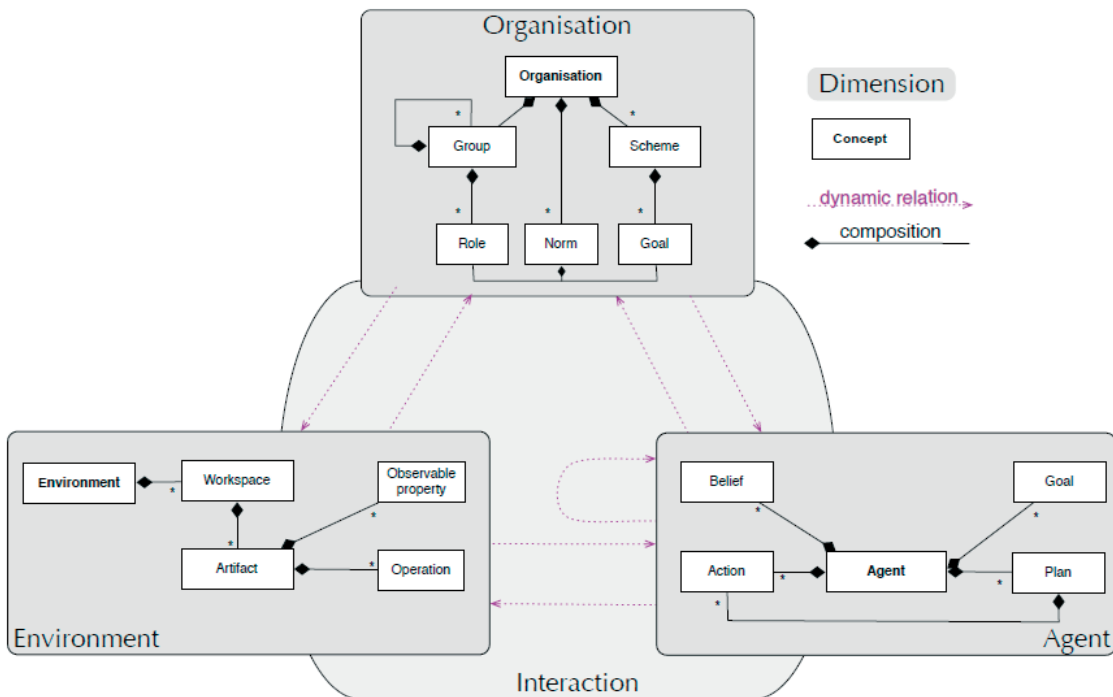 Organisation
Organisation
*
Group
*
Scheme
*
Role
*
Norm
*
Goal
Dimension
Concept
dynamic relation
composition
Environment
*
Workspace
Observable
property
*
*
Artifact
*
Operation
Environment
Belief
*
Goal
*
Action
*
Agent
*
Plan
*
Agent
Interaction